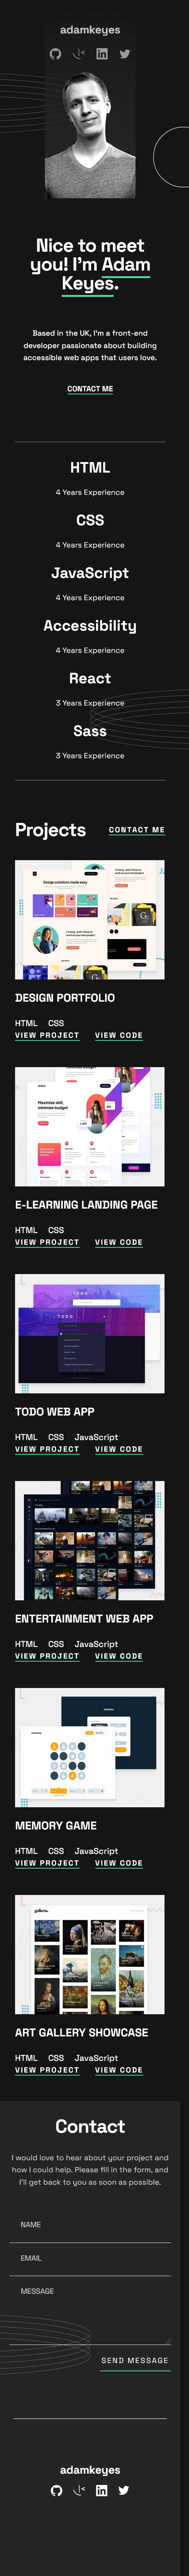 adamkeyes
Nice to meet
you! I'm Adam
Keyes.
Based in the UK, I'm a front-end
developer passionate about building
accessible web apps that users love.
CONTACT ME
HTML
4 Years Experience
CSS
4 Years Experience
JavaScript
4 Years Experience
Accessibility
4 Years Experience
React
3 Years Experience
Sass
3 Years Experience
Projects
CONTACT ME
DESIGN PORTFOLIO
HTML CSS
VIEW PROJECT VIEW CODE
E-LEARNING LANDING PAGE
HTML CSS
VIEW PROJECT VIEW CODE
TODO
TODO
TODO WEB APP
HTML CSS JavaScript
VIEW PROJECT VIEW CODE
ENTERTAINMENT WEB APP
HTML CSS JavaScript
VIEW PROJECT VIEW CODE
MEMORY GAME
HTML CSS JavaScript
VIEW PROJECT VIEW CODE
galleria.
ART GALLERY SHOWCASE
HTML CSS JavaScript
VIEW PROJECT VIEW CODE
Contact
I would love to hear about your project and
how I could help. Please fill in the form, and
I'll get back to you as soon as possible.
NAME
EMAIL
MESSAGE
SEND MESSAGE
adamkeyes